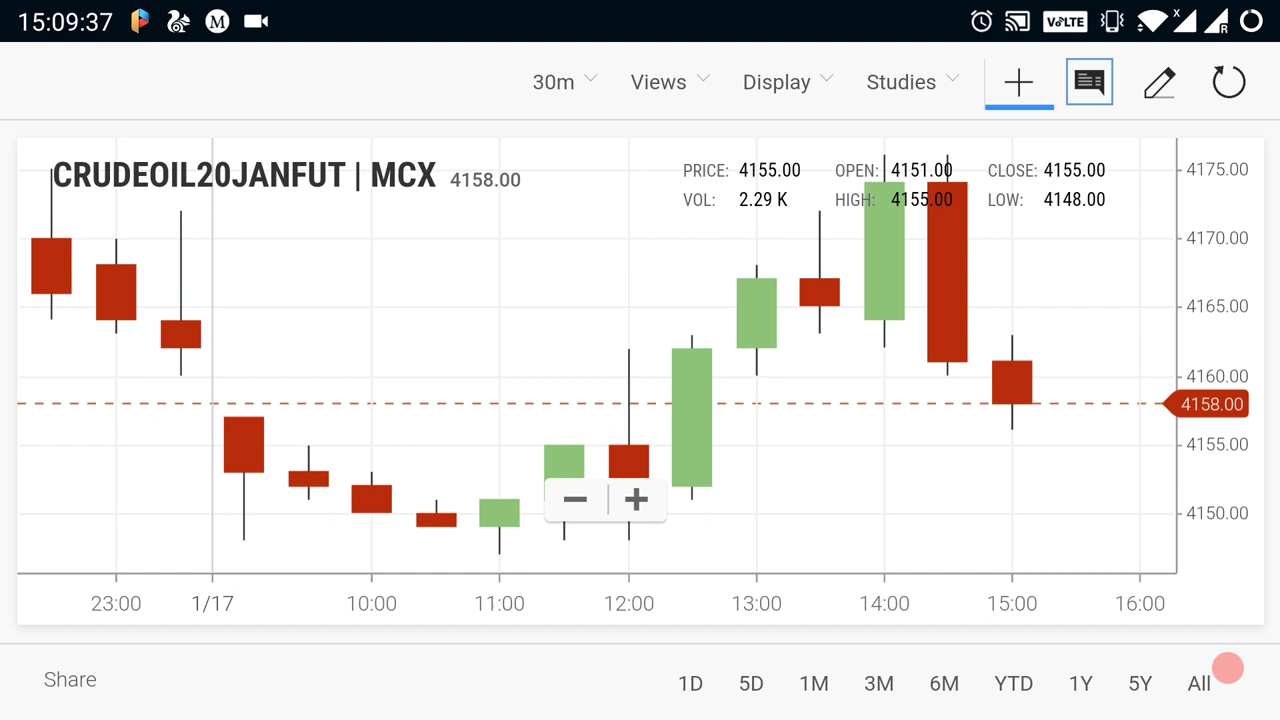 15:09:37 M VoLTE X R
30m Views Display Studies
CRUDEOIL20JANFUT | MCX 4158.00
PRICE: 4155.00 OPEN: 4151.00 CLOSE: 4155.00
VOL: 2.29 K HIGH: 4155.00 LOW: 4148.00
4175.00
4170.00
4165.00
4160.00
4158.00
4155.00
4150.00
23:00 1/17 10:00 11:00 12:00 13:00 14:00 15:00 16:00
Share 1D 5D 1M 3M 6M YTD 1Y 5Y All